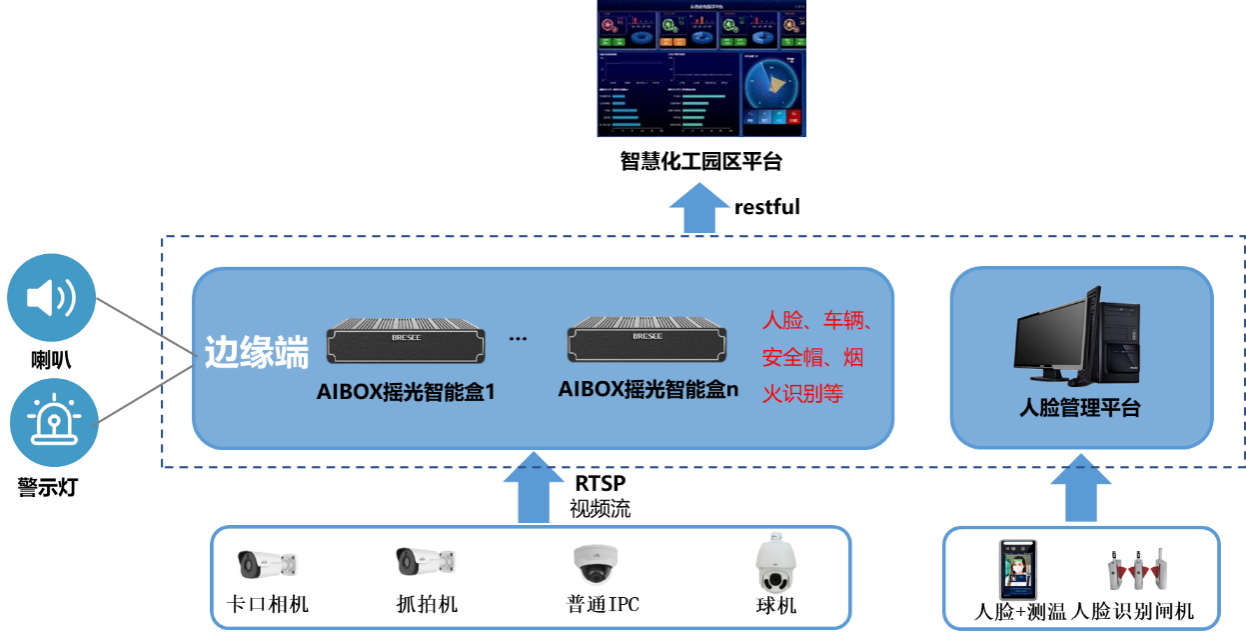 智慧化工园区平台
restful
喇叭
警示灯
边缘端
BRESEE
AIBOX摇光智能盒1
...
BRESEE
AIBOX摇光智能盒n
人脸、车辆、
安全帽、烟
火识别等
人脸管理平台
RTSP
视频流
卡口相机
抓拍机
普通IPC
球机
人脸+测温
人脸识别闸机